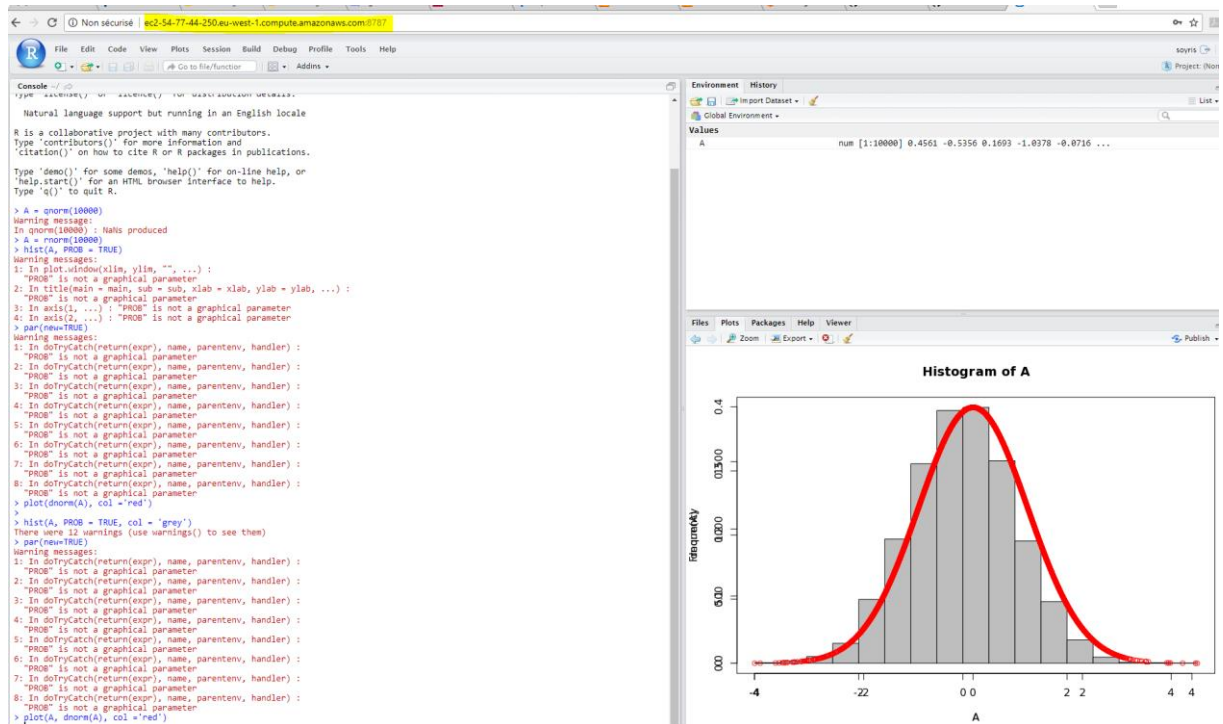 Non sécurisé ec2-54-77-44-250.eu-west-1.compute.amazonaws.com:8787
R File Edit Code View Plots Session Build Debug Profile Tools Help
soyris
Go to file/function Addins
Project: (Non
Console ~/
Type 'license()' or 'licence()' for distribution details.
Natural language support but running in an English locale
R is a collaborative project with many contributors.
Type 'contributors()' for more information and
'citation()' on how to cite R or R packages in publications.
Type 'demo()' for some demos, 'help()' for on-line help, or
'help.start()' for an HTML browser interface to help.
Type 'q()' to quit R.
> A = qnorm(10000)
Warning message:
In qnorm(10000) : NaNs produced
> A = rnorm(10000)
> hist(A, PROB = TRUE)
Warning messages:
1: In plot.window(xlim, ylim, "", ...) :
"PROB" is not a graphical parameter
2: In title(main = main, sub = sub, xlab = xlab, ylab = ylab, ...) :
"PROB" is not a graphical parameter
3: In axis(1, ...) : "PROB" is not a graphical parameter
4: In axis(2, ...) : "PROB" is not a graphical parameter
> par(new=TRUE)
Warning messages:
1: In doTryCatch(return(expr), name, parentenv, handler) :
"PROB" is not a graphical parameter
2: In doTryCatch(return(expr), name, parentenv, handler) :
"PROB" is not a graphical parameter
3: In doTryCatch(return(expr), name, parentenv, handler) :
"PROB" is not a graphical parameter
4: In doTryCatch(return(expr), name, parentenv, handler) :
"PROB" is not a graphical parameter
5: In doTryCatch(return(expr), name, parentenv, handler) :
"PROB" is not a graphical parameter
6: In doTryCatch(return(expr), name, parentenv, handler) :
"PROB" is not a graphical parameter
7: In doTryCatch(return(expr), name, parentenv, handler) :
"PROB" is not a graphical parameter
8: In doTryCatch(return(expr), name, parentenv, handler) :
"PROB" is not a graphical parameter
> plot(dnorm(A), col ='red')
>
> hist(A, PROB = TRUE, col = 'grey')
There were 12 warnings (use warnings() to see them)
> par(new=TRUE)
Warning messages:
1: In doTryCatch(return(expr), name, parentenv, handler) :
"PROB" is not a graphical parameter
2: In doTryCatch(return(expr), name, parentenv, handler) :
"PROB" is not a graphical parameter
3: In doTryCatch(return(expr), name, parentenv, handler) :
"PROB" is not a graphical parameter
4: In doTryCatch(return(expr), name, parentenv, handler) :
"PROB" is not a graphical parameter
5: In doTryCatch(return(expr), name, parentenv, handler) :
"PROB" is not a graphical parameter
6: In doTryCatch(return(expr), name, parentenv, handler) :
"PROB" is not a graphical parameter
7: In doTryCatch(return(expr), name, parentenv, handler) :
"PROB" is not a graphical parameter
8: In doTryCatch(return(expr), name, parentenv, handler) :
"PROB" is not a graphical parameter
> plot(A, dnorm(A), col ='red')
Environment History
Import Dataset List
Global Environment
Values
A num [1:10000] 0.4561 -0.5356 0.1693 -1.0378 -0.0716 ...
Files Plots Packages Help Viewer
Zoom Export Publish
Histogram of A
0.4
-4 0 0 2 2 4 4
A